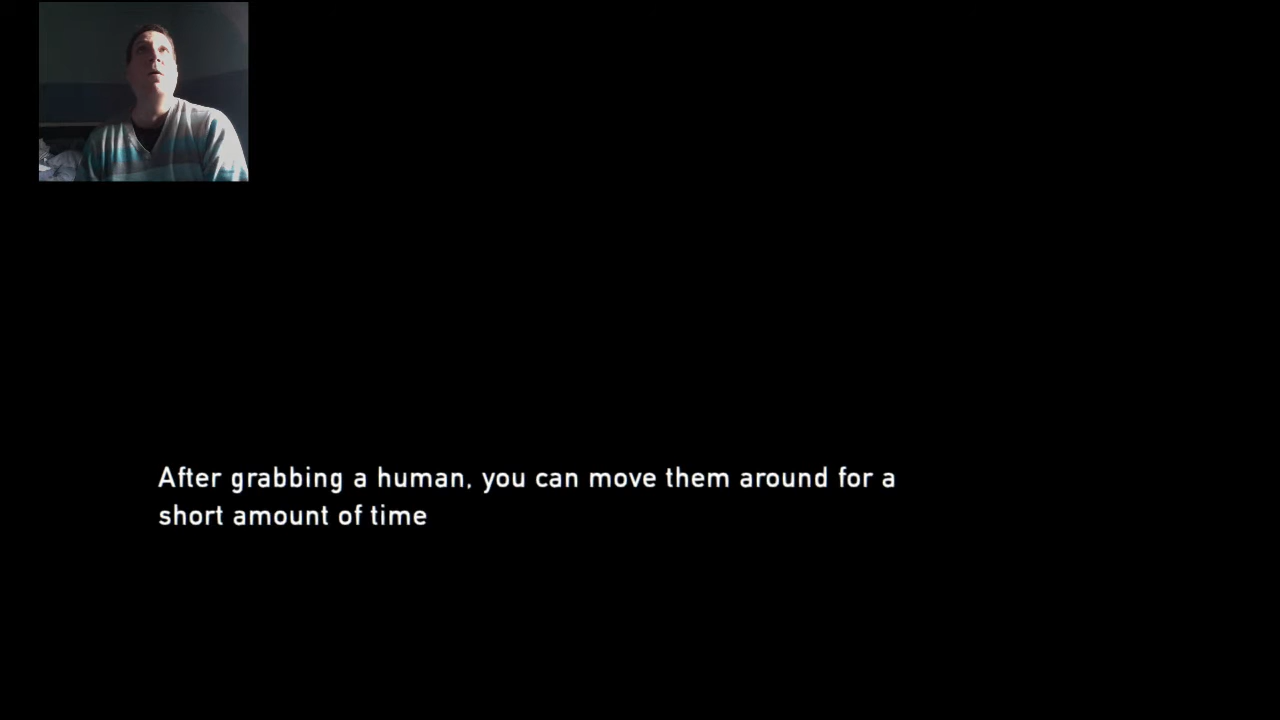 After grabbing a human, you can move them around for a
short amount of time